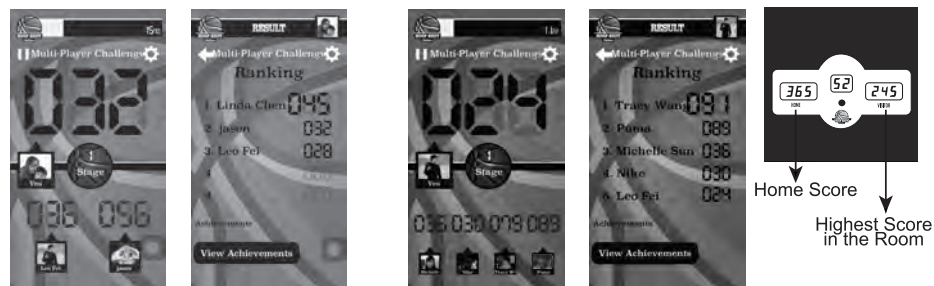 Multi-Player Challenge
032
You
1
Stage
036 056
Leo Fei
Jason
RESULT
Multi-Player Challenge
Ranking
1. Linda Chen 045
2. jason 032
3. Leo Fei 028
4
Achievements
View Achievements
Multi-Player Challenge
024
You
1
Stage
036 030 079 089
RESULT
Multi-Player Challenge
Ranking
1. Tracy Wang 091
2. Puma 089
3. Michelle Sun 036
4. Nike 030
5. Leo Fei 024
Achievements
View Achievements
365 52 245
HOME VISITOR
Home Score
Highest Score
in the Room